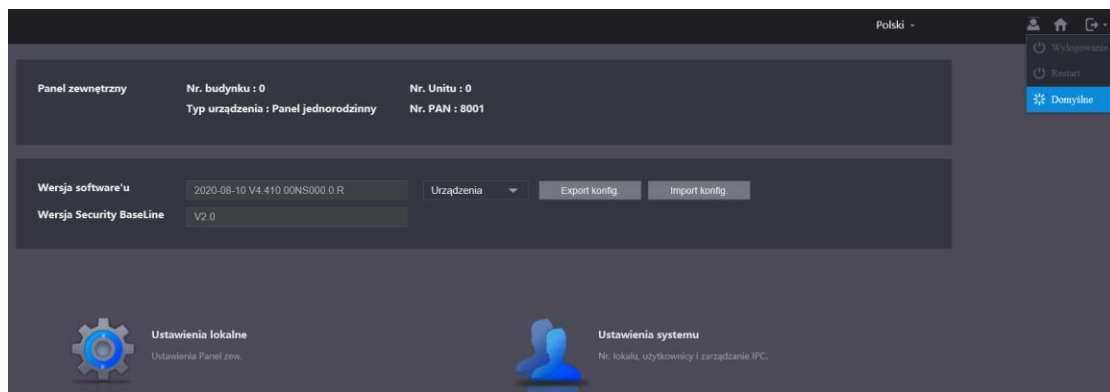 Polski
Wylogowanie
Restart
Domyślne
Panel zewnętrzny Nr. budynku : 0 Nr. Unitu : 0
Typ urządzenia : Panel jednorodzinny Nr. PAN : 8001
Wersja software'u 2020-08-10 V4.410.00NS000.0.R Urządzenia Export konfig. Import konfig.
Wersja Security BaseLine V2.0
Ustawienia lokalne Ustawienia systemu
Ustawienia Panel zew. Nr. lokalu, użytkownicy i zarządzanie IPC.